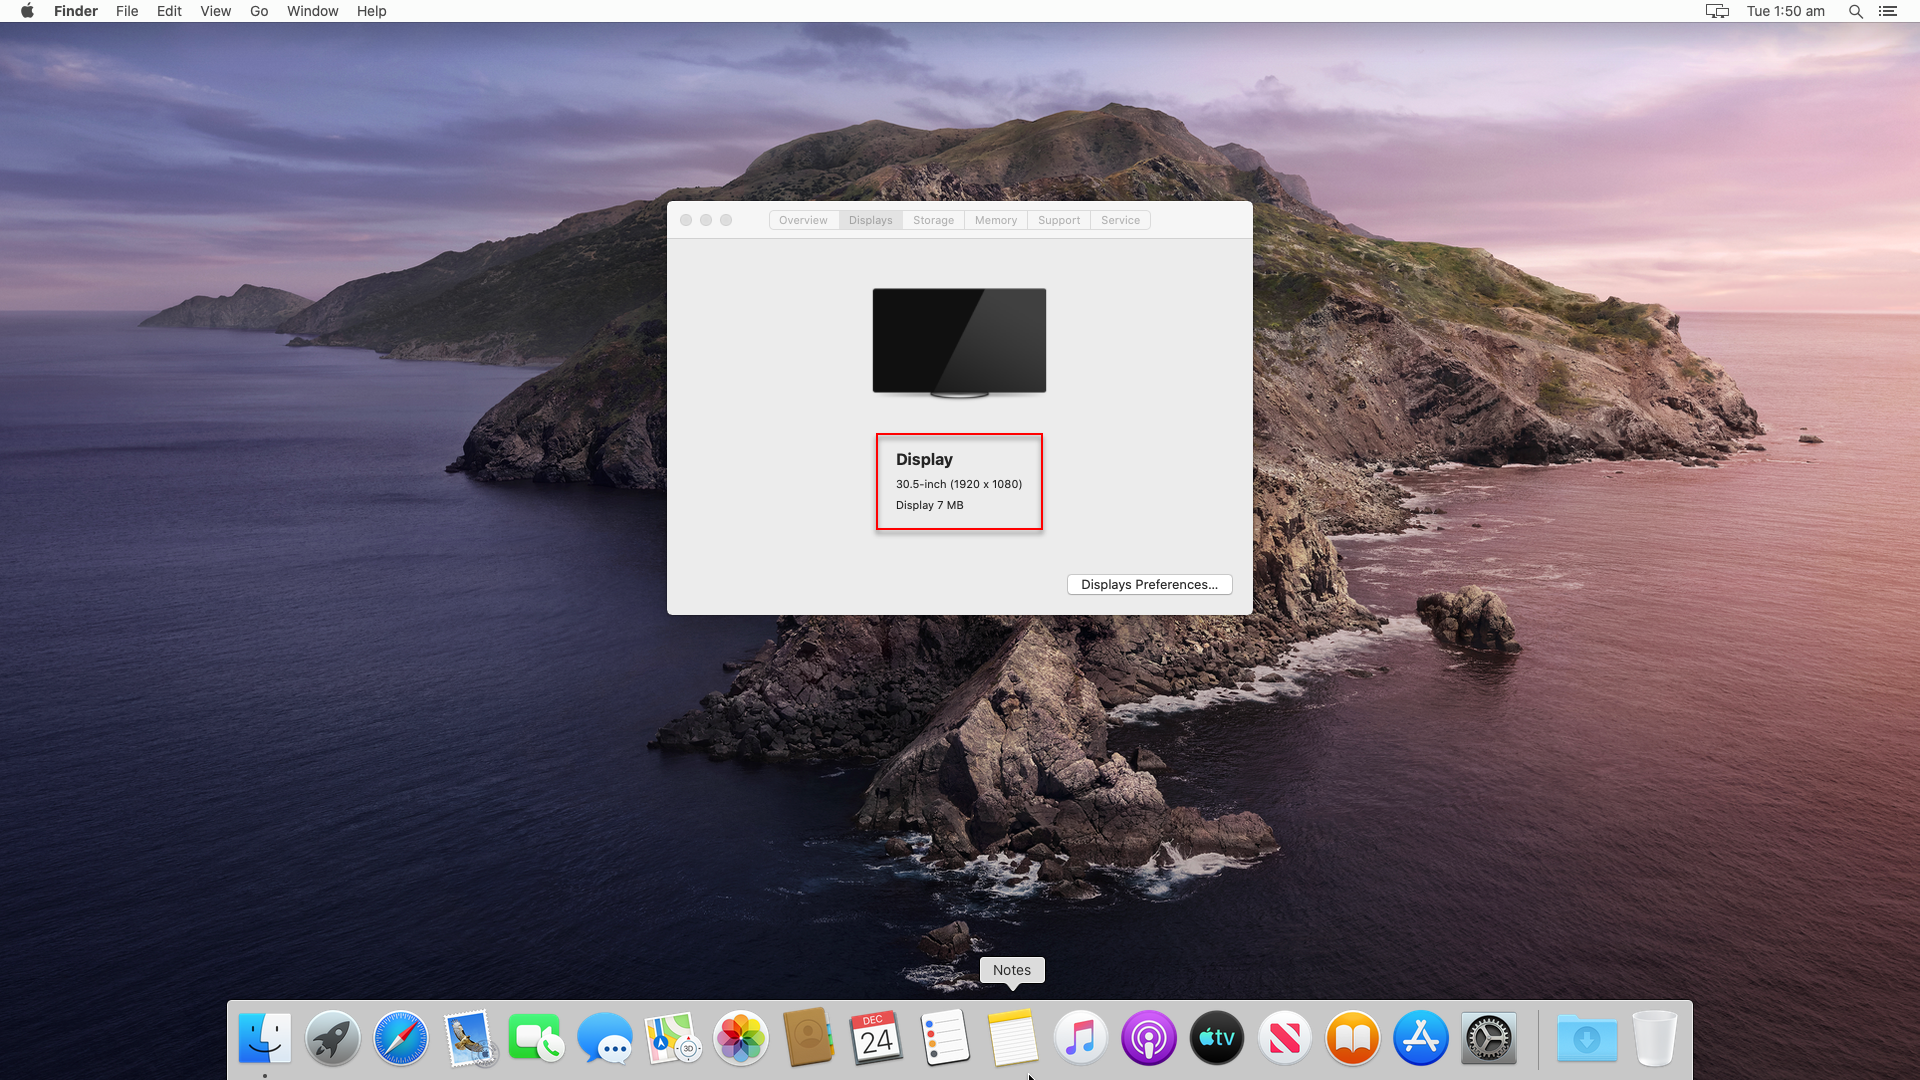 Finder File Edit View Go Window Help
Tue 1:50 am
Overview Displays Storage Memory Support Service
Display
30.5-inch (1920 x 1080)
Display 7 MB
Displays Preferences...
Notes
DEC
24
3D
tv